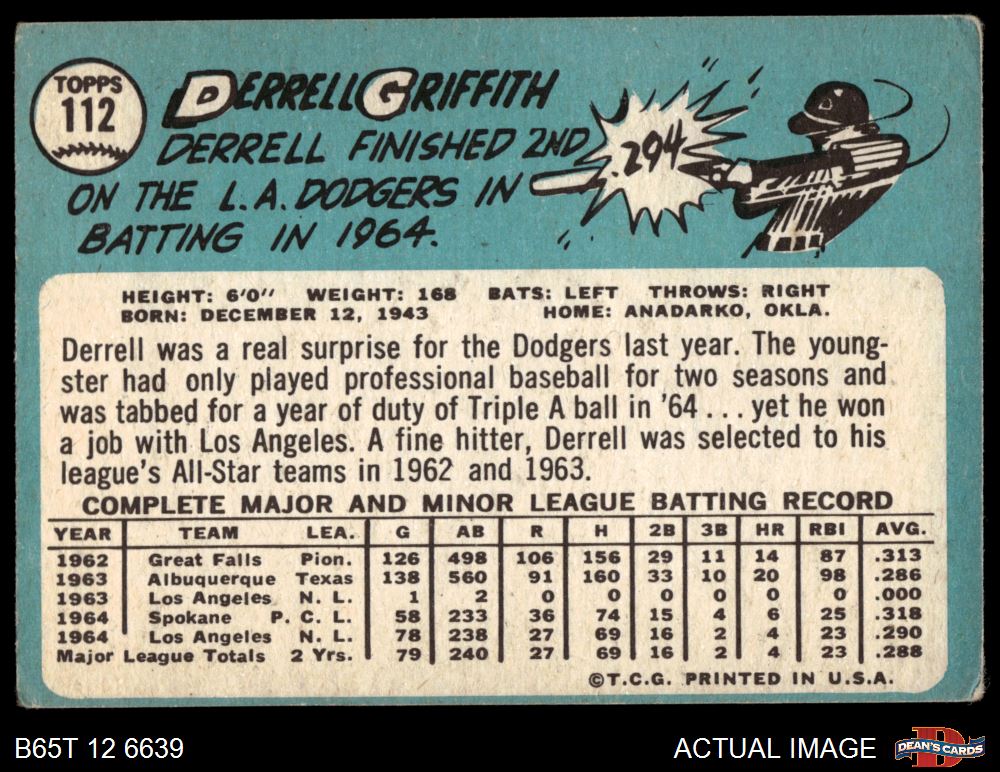 TOPPS
112
DERRELL GRIFFITH
DERRELL FINISHED 2ND
ON THE L.A. DODGERS IN
BATTING IN 1964.
.294
HEIGHT: 6'0" WEIGHT: 168 BATS: LEFT THROWS: RIGHT
BORN: DECEMBER 12, 1943 HOME: ANADARKO, OKLA.
Derrell was a real surprise for the Dodgers last year. The young-
ster had only played professional baseball for two seasons and
was tabbed for a year of duty of Triple A ball in '64 . . . yet he won
a job with Los Angeles. A fine hitter, Derrell was selected to his
league's All-Star teams in 1962 and 1963.
COMPLETE MAJOR AND MINOR LEAGUE BATTING RECORD
YEAR TEAM LEA. G AB R H 2B 3B HR RBI AVG.
1962 Great Falls Pion. 126 498 106 156 29 11 14 87 .313
1963 Albuquerque Texas 138 560 91 160 33 10 20 98 .286
1963 Los Angeles N. L. 1 2 0 0 0 0 0 0 .000
1964 Spokane P. C. L. 58 233 36 74 15 4 6 25 .318
1964 Los Angeles N. L. 78 238 27 69 16 2 4 23 .290
Major League Totals 2 Yrs. 79 240 27 69 16 2 4 23 .288
©T.C.G. PRINTED IN U.S.A.
B65T 12 6639
ACTUAL IMAGE
D
DEAN'S CARDS